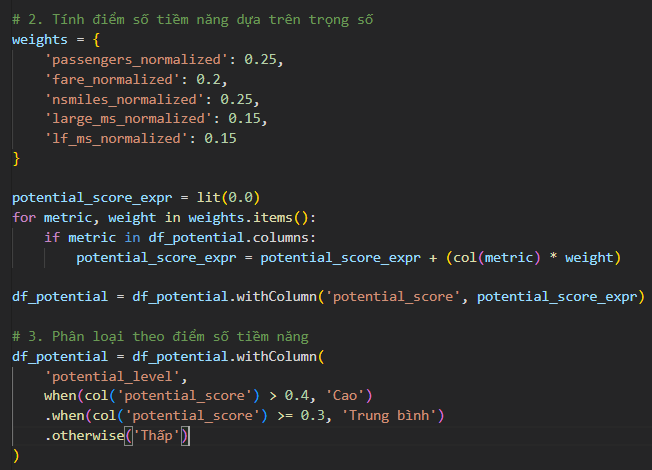 # 2. Tính điểm số tiềm năng dựa trên trọng số
weights = {
    'passengers_normalized': 0.25,
    'fare_normalized': 0.2,
    'nsmiles_normalized': 0.25,
    'large_ms_normalized': 0.15,
    'lf_ms_normalized': 0.15
}

potential_score_expr = lit(0.0)
for metric, weight in weights.items():
    if metric in df_potential.columns:
        potential_score_expr = potential_score_expr + (col(metric) * weight)

df_potential = df_potential.withColumn('potential_score', potential_score_expr)

# 3. Phân loại theo điểm số tiềm năng
df_potential = df_potential.withColumn(
    'potential_level',
    when(col('potential_score') > 0.4, 'Cao')
    .when(col('potential_score') >= 0.3, 'Trung bình')
    .otherwise('Thấp')
)